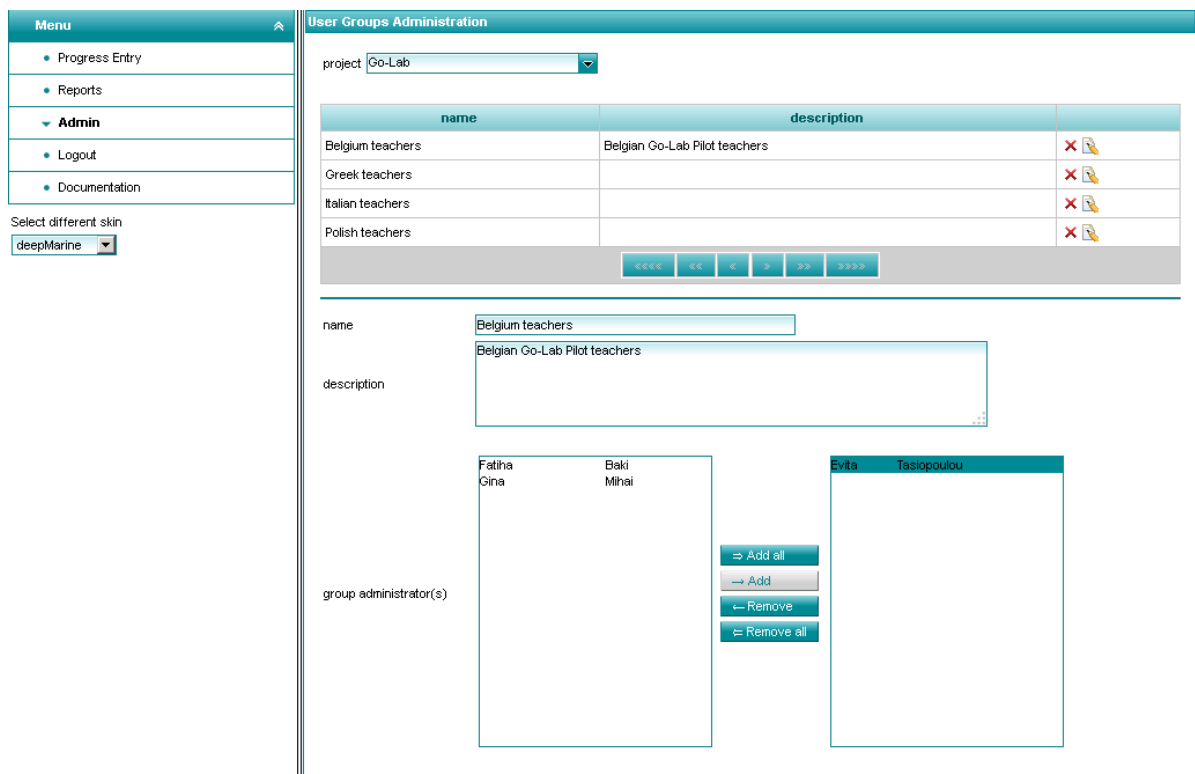 Menu
Progress Entry
Reports
Admin
Logout
Documentation
Select different skin
deepMarine
User Groups Administration
project Go-Lab
name description
Belgium teachers Belgian Go-Lab Pilot teachers
Greek teachers
Italian teachers
Polish teachers
«««« «« « » »» »»»»
name Belgium teachers
description Belgian Go-Lab Pilot teachers
group administrator(s)
Fatiha Baki
Gina Mihai
⇒ Add all
→ Add
← Remove
⇐ Remove all
Evita Tasiopoulou